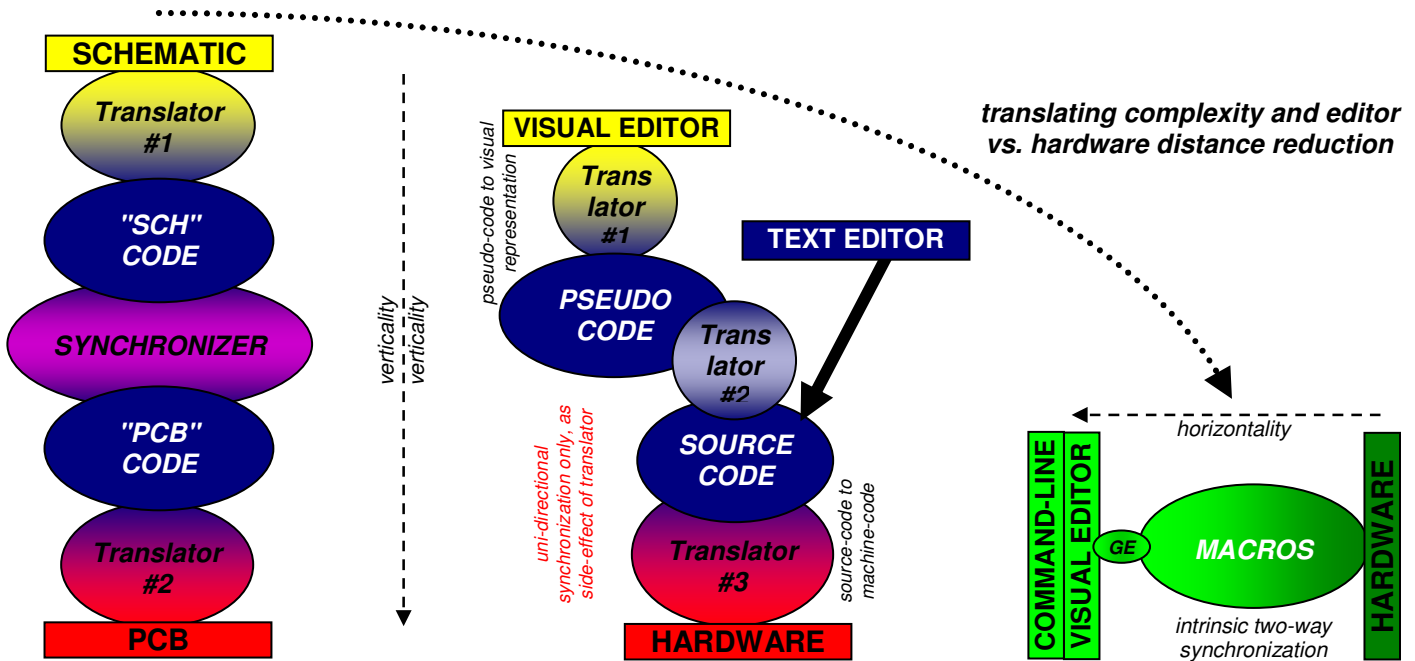 SCHEMATIC
Translator
#1
"SCH"
CODE
SYNCHRONIZER
"PCB"
CODE
Translator
#2
PCB
verticality
verticality
VISUAL EDITOR
pseudo-code to visual
representation
Trans
lator
#1
PSEUDO
CODE
TEXT EDITOR
Trans
lator
#2
SOURCE
CODE
uni-directional
synchronization only, as
side-effect of translator
Translator
#3
source-code to
machine-code
HARDWARE
translating complexity and editor
vs. hardware distance reduction
horizontality
COMMAND-LINE
VISUAL EDITOR
GE
MACROS
HARDWARE
intrinsic two-way
synchronization